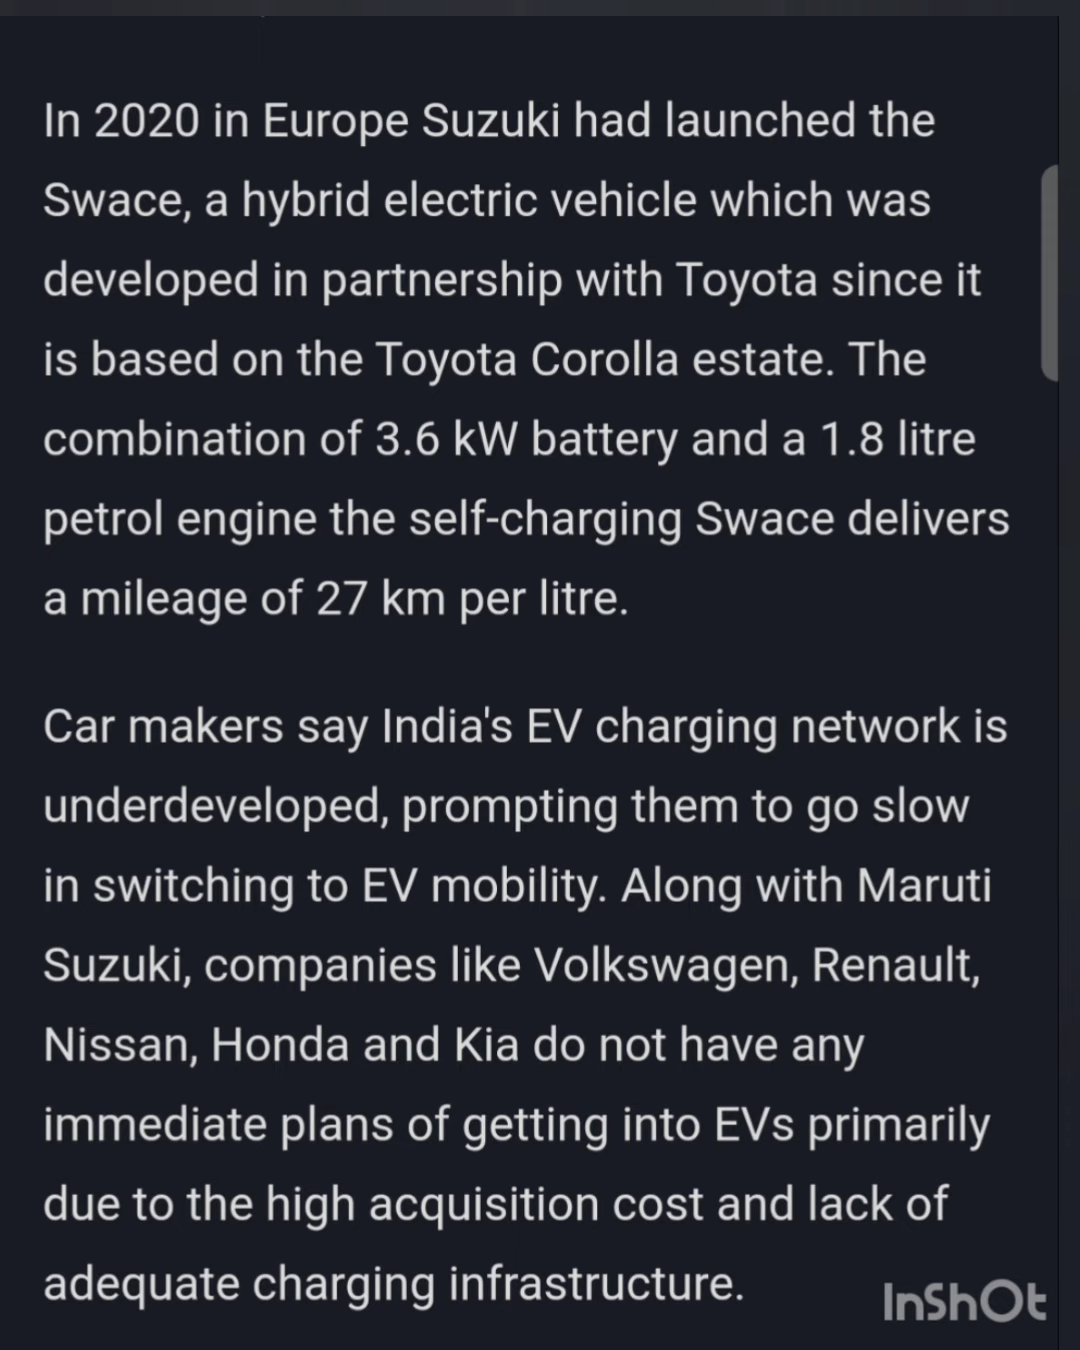 In 2020 in Europe Suzuki had launched the
Swace, a hybrid electric vehicle which was
developed in partnership with Toyota since it
is based on the Toyota Corolla estate. The
combination of 3.6 kW battery and a 1.8 litre
petrol engine the self-charging Swace delivers
a mileage of 27 km per litre.
Car makers say India's EV charging network is
underdeveloped, prompting them to go slow
in switching to EV mobility. Along with Maruti
Suzuki, companies like Volkswagen, Renault,
Nissan, Honda and Kia do not have any
immediate plans of getting into EVs primarily
due to the high acquisition cost and lack of
adequate charging infrastructure.
InShOt